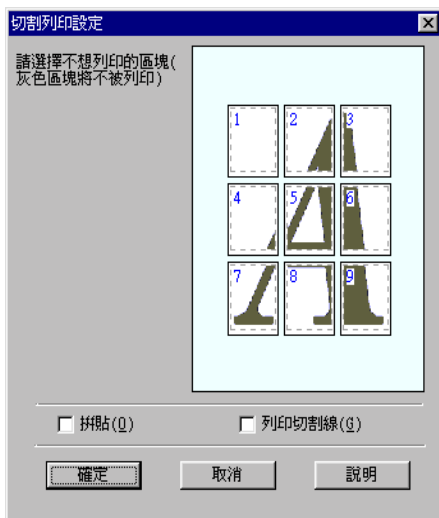 切割列印設定
請選擇不想列印的區塊(
灰色區塊將不被列印)
1 2 3
4 5 6
7 8 9
拼貼(O) 列印切割線(G)
確定 取消 說明